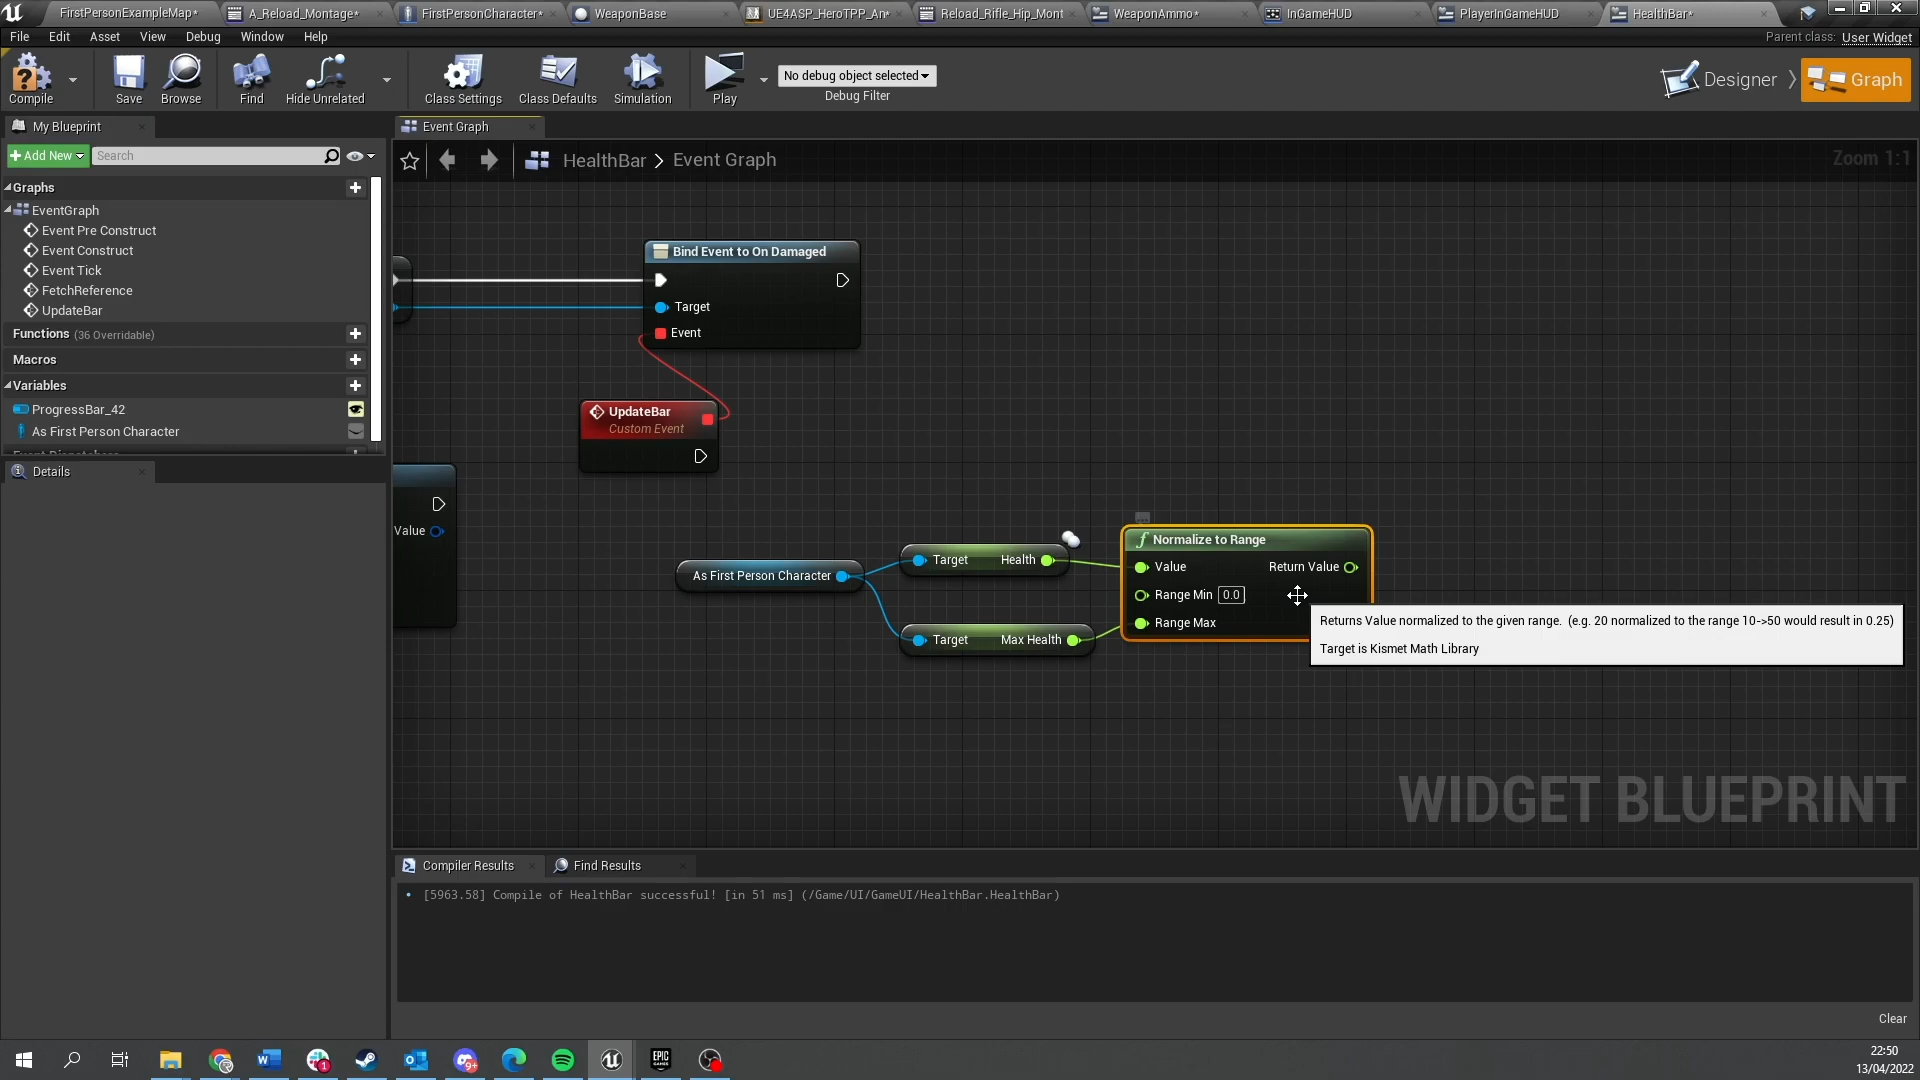 FirstPersonExampleMap*
A_Reload_Montage*
FirstPersonCharacter*
WeaponBase
UE4ASP_HeroTPP_An*
Reload_Rifle_Hip_Mont
WeaponAmmo*
InGameHUD
PlayerInGameHUD
HealthBar*
File Edit Asset View Debug Window Help
Parent class: User Widget
Compile
Save
Browse
Find
Hide Unrelated
Class Settings
Class Defaults
Simulation
Play
No debug object selected
Debug Filter
Designer
Graph
My Blueprint
Event Graph
Add New
Search
HealthBar > Event Graph
Zoom 1:1
Graphs
EventGraph
Event Pre Construct
Event Construct
Event Tick
FetchReference
UpdateBar
Functions (36 Overridable)
Macros
Variables
ProgressBar_42
As First Person Character
Event Dispatchers
Details
Bind Event to On Damaged
Target
Event
UpdateBar
Custom Event
Value
As First Person Character
Target Health
Target Max Health
Normalize to Range
Value Return Value
Range Min 0.0
Range Max
Returns Value normalized to the given range. (e.g. 20 normalized to the range 10->50 would result in 0.25)
Target is Kismet Math Library
WIDGET BLUEPRINT
Compiler Results
Find Results
[5963.58] Compile of HealthBar successful! [in 51 ms] (/Game/UI/GameUI/HealthBar.HealthBar)
Clear
EPIC
GAMES
1
9+
22:50
13/04/2022